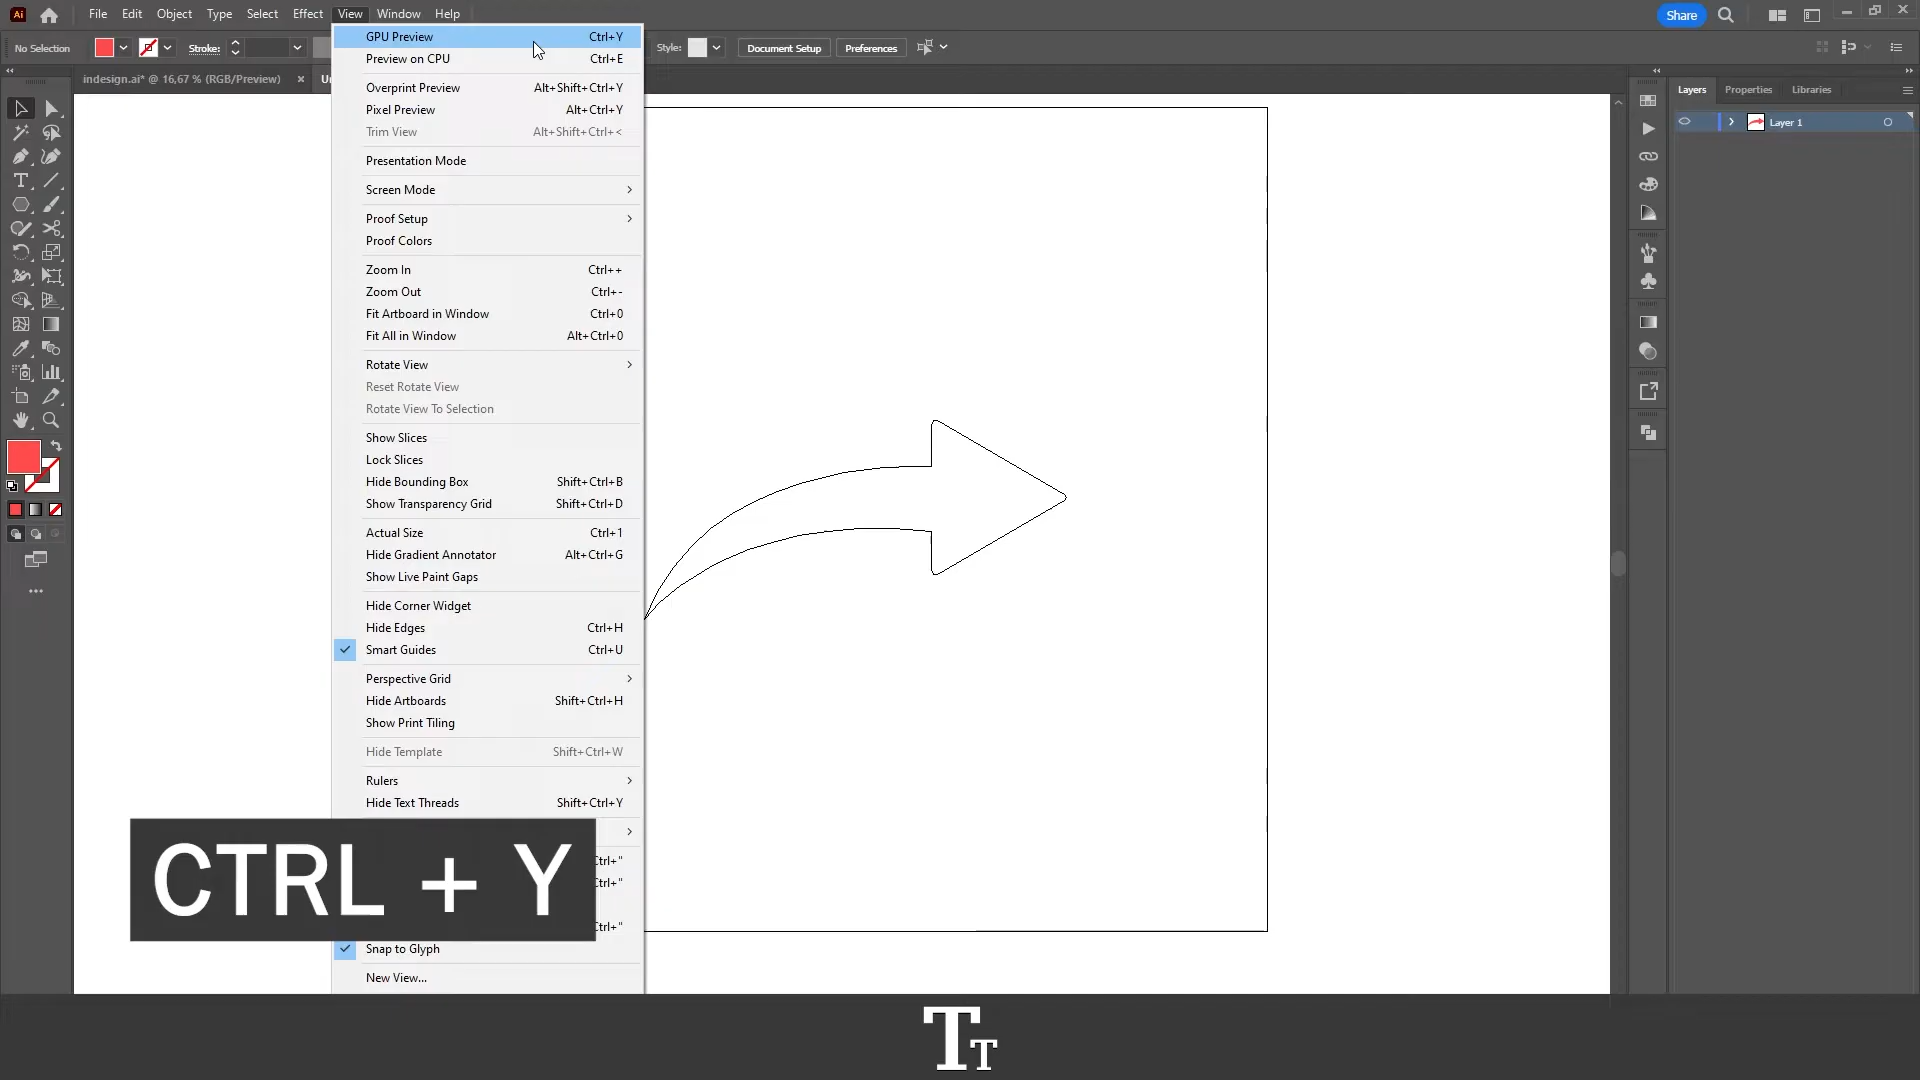 Ai File Edit Object Type Select Effect View Window Help Share
No Selection Stroke: Style: Document Setup Preferences
indesign.ai* @ 16,67 % (RGB/Preview) × Un
Layers Properties Libraries
Layer 1
GPU Preview Ctrl+Y
Preview on CPU Ctrl+E
Overprint Preview Alt+Shift+Ctrl+Y
Pixel Preview Alt+Ctrl+Y
Trim View Alt+Shift+Ctrl+<
Presentation Mode
Screen Mode
Proof Setup
Proof Colors
Zoom In Ctrl++
Zoom Out Ctrl+-
Fit Artboard in Window Ctrl+0
Fit All in Window Alt+Ctrl+0
Rotate View
Reset Rotate View
Rotate View To Selection
Show Slices
Lock Slices
Hide Bounding Box Shift+Ctrl+B
Show Transparency Grid Shift+Ctrl+D
Actual Size Ctrl+1
Hide Gradient Annotator Alt+Ctrl+G
Show Live Paint Gaps
Hide Corner Widget
Hide Edges Ctrl+H
Smart Guides Ctrl+U
Perspective Grid
Hide Artboards Shift+Ctrl+H
Show Print Tiling
Hide Template Shift+Ctrl+W
Rulers
Hide Text Threads Shift+Ctrl+Y
Ctrl+"
Ctrl+"
Ctrl+"
CTRL + Y
Snap to Glyph
New View...
TT